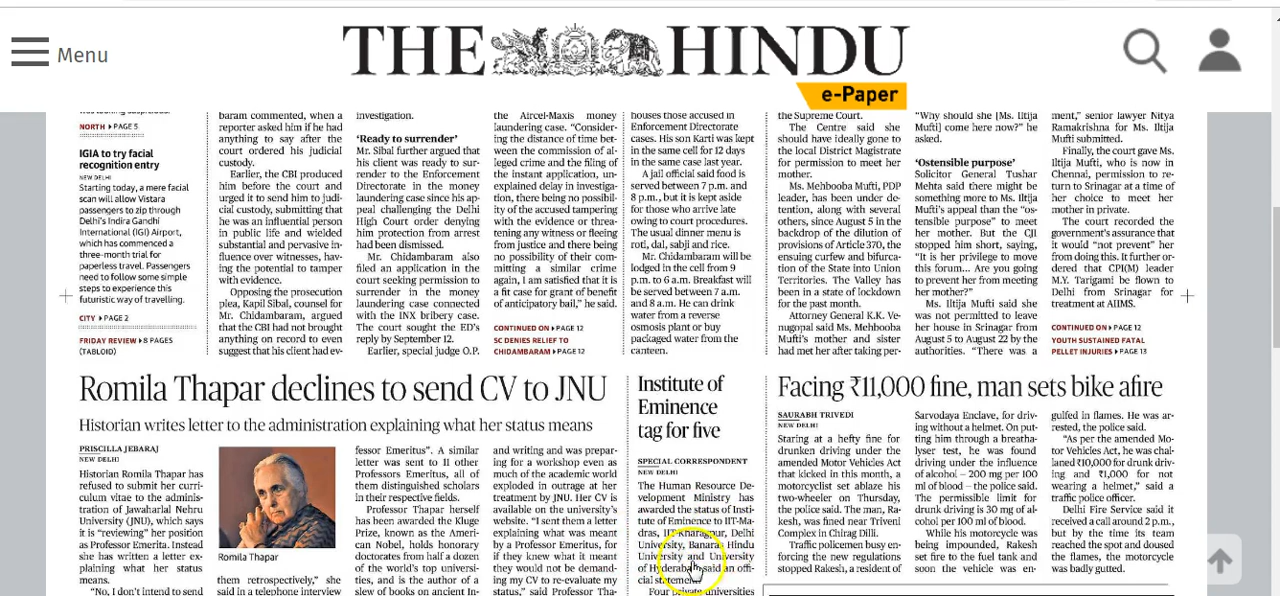 Menu
THE HINDU
e-Paper
NORTH ▸ PAGE 5
IGIA to try facial
recognition entry
NEW DELHI
Starting today, a mere facial
scan will allow Vistara
passengers to zip through
Delhi's Indira Gandhi
International (IGI) Airport,
which has commenced a
three-month trial for
paperless travel. Passengers
need to follow some simple
steps to experience this
futuristic way of travelling.
CITY ▸ PAGE 2
FRIDAY REVIEW ▸ 8 PAGES
(TABLOID)
baram commented, when a
reporter asked him if he had
anything to say after the
court ordered his judicial
custody.
Earlier, the CBI produced
him before the court and
urged it to send him to judi-
cial custody, submitting that
he was an influential person
in public life and wielded
substantial and pervasive in-
fluence over witnesses, hav-
ing the potential to tamper
with evidence.
Opposing the prosecution
plea, Kapil Sibal, counsel for
Mr. Chidambaram, argued
that the CBI had not brought
anything on record to even
suggest that his client had ev-
investigation.
'Ready to surrender'
Mr. Sibal further argued that
his client was ready to sur-
render to the Enforcement
Directorate in the money
laundering case since his ap-
peal challenging the Delhi
High Court order denying
him protection from arrest
had been dismissed.
Mr. Chidambaram also
filed an application in the
court seeking permission to
surrender in the money
laundering case connected
with the INX bribery case.
The court sought the ED's
reply by September 12.
Earlier, special judge O.P.
the Aircel-Maxis money
laundering case. "Consider-
ing the distance of time bet-
ween the commission of al-
leged crime and the filing of
the instant application, un-
explained delay in investiga-
tion, there being no possibili-
ty of the accused tampering
with the evidence or threa-
tening any witness or fleeing
from justice and there being
no possibility of their com-
mitting a similar crime
again, I am satisfied that it is
a fit case for grant of benefit
of anticipatory bail," he said.
CONTINUED ON ▸ PAGE 12
SC DENIES RELIEF TO
CHIDAMBARAM ▸ PAGE 12
houses those accused in
Enforcement Directorate
cases. His son Karti was kept
in the same cell for 12 days
in the same case last year.
A jail official said food is
served between 7 p.m. and
8 p.m., but it is kept aside
for those who arrive late
owing to court procedures.
The usual dinner menu is
roti, dal, sabji and rice.
Mr. Chidambaram will be
lodged in the cell from 9
p.m. to 6 a.m. Breakfast will
be served between 7 a.m.
and 8 a.m. He can drink
water from a reverse
osmosis plant or buy
packaged water from the
canteen.
the Supreme Court.
The Centre said she
should have ideally gone to
the local District Magistrate
for permission to meet her
mother.
Ms. Mehbooba Mufti, PDP
leader, has been under de-
tention, along with several
others, since August 5 in the
backdrop of the dilution of
provisions of Article 370, the
ensuing curfew and bifurca-
tion of the State into Union
Territories. The Valley has
been in a state of lockdown
for the past month.
Attorney General K.K. Ve-
nugopal said Ms. Mehbooba
Mufti's mother and sister
had met her after taking per-
"Why should she [Ms. Iltija
Mufti] come here now?" he
asked.
'Ostensible purpose'
Solicitor General Tushar
Mehta said there might be
something more to Ms. Iltija
Mufti's appeal than the "os-
tensible purpose" to meet
her mother. But the CJI
stopped him short, saying,
"It is her privilege to move
this forum... Are you going
to prevent her from meeting
her mother?"
Ms. Iltija Mufti said she
was not permitted to leave
her house in Srinagar from
August 5 to August 22 by the
authorities. "There was a
ment," senior lawyer Nitya
Ramakrishna for Ms. Iltija
Mufti submitted.
Finally, the court gave Ms.
Iltija Mufti, who is now in
Chennai, permission to re-
turn to Srinagar at a time of
her choice to meet her
mother in private.
The court recorded the
government's assurance that
it would "not prevent" her
from doing this. It further or-
dered that CPI(M) leader
M.Y. Tarigami be flown to
Delhi from Srinagar for
treatment at AIIMS.
CONTINUED ON ▸ PAGE 12
YOUTH SUSTAINED FATAL
PELLET INJURIES ▸ PAGE 13
Romila Thapar declines to send CV to JNU
Historian writes letter to the administration explaining what her status means
PRISCILLA JEBARAJ
NEW DELHI
Historian Romila Thapar has
refused to submit her curri-
culum vitae to the adminis-
tration of Jawaharlal Nehru
University (JNU), which says
it is "reviewing" her position
as Professor Emerita. Instead
she has written a letter ex-
plaining what her status
means.
"No, I don't intend to send
Romila Thapar
them retrospectively," she
said in a telephone interview
fessor Emeritus". A similar
letter was sent to 11 other
Professors Emeritus, all of
them distinguished scholars
in their respective fields.
Professor Thapar herself
has been awarded the Kluge
Prize, known as the Ameri-
can Nobel, holds honorary
doctorates from half a dozen
of the world's top universi-
ties, and is the author of a
slew of books on ancient In-
and writing and was prepar-
ing for a workshop even as
much of the academic world
exploded in outrage at her
treatment by JNU. Her CV is
available on the university's
website. "I sent them a letter
explaining what was meant
by a Professor Emeritus, for
if they knew what it meant
they would not be demand-
ing my CV to re-evaluate my
status," said Professor Tha-
Institute of
Eminence
tag for five
SPECIAL CORRESPONDENT
NEW DELHI
The Human Resource De-
velopment Ministry has
awarded the status of Insti-
tute of Eminence to IIT-Ma-
dras, IIT-Kharagpur, Delhi
University, Banaras Hindu
University and University
of Hyderabad, said an offi-
cial statement.
Four private universities
Facing ₹11,000 fine, man sets bike afire
SAURABH TRIVEDI
NEW DELHI
Staring at a hefty fine for
drunken driving under the
amended Motor Vehicles Act
that kicked in this month, a
motorcyclist set ablaze his
two-wheeler on Thursday,
the police said. The man, Ra-
kesh, was fined near Triveni
Complex in Chirag Dilli.
Traffic policemen busy en-
forcing the new regulations
stopped Rakesh, a resident of
Sarvodaya Enclave, for driv-
ing without a helmet. On put-
ting him through a breatha-
lyser test, he was found
driving under the influence
of alcohol – 200 mg per 100
ml of blood – the police said.
The permissible limit for
drunk driving is 30 mg of al-
cohol per 100 ml of blood.
While his motorcycle was
being impounded, Rakesh
set fire to the fuel tank and
soon the vehicle was en-
gulfed in flames. He was ar-
rested, the police said.
"As per the amended Mo-
tor Vehicles Act, he was chal-
laned ₹10,000 for drunk driv-
ing and ₹1,000 for not
wearing a helmet," said a
traffic police officer.
Delhi Fire Service said it
received a call around 2 p.m.,
but by the time its team
reached the spot and doused
the flames, the motorcycle
was badly gutted.